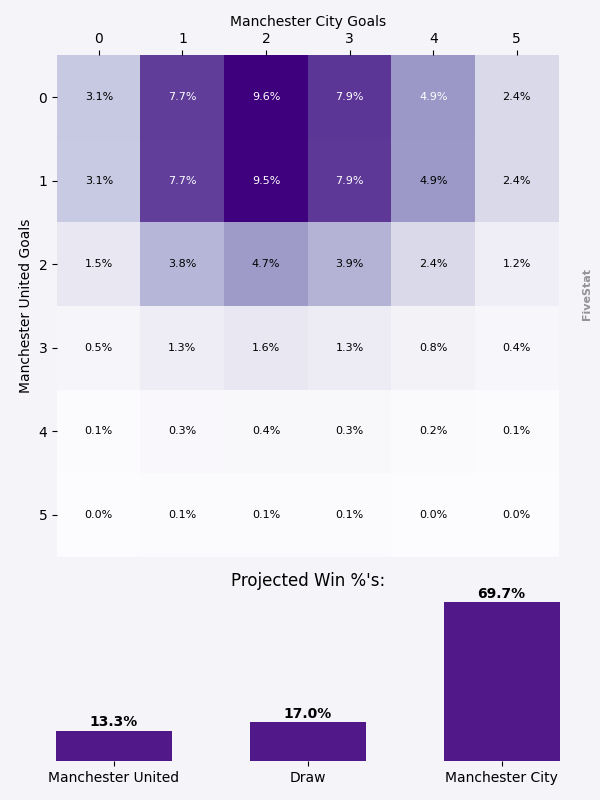 Manchester City Goals
0 1 2 3 4 5
0 3.1% 7.7% 9.6% 7.9% 4.9% 2.4%
1 3.1% 7.7% 9.5% 7.9% 4.9% 2.4%
2 1.5% 3.8% 4.7% 3.9% 2.4% 1.2%
3 0.5% 1.3% 1.6% 1.3% 0.8% 0.4%
4 0.1% 0.3% 0.4% 0.3% 0.2% 0.1%
5 0.0% 0.1% 0.1% 0.1% 0.0% 0.0%
Manchester United Goals
FiveStat
Projected Win %'s:
13.3% 17.0% 69.7%
Manchester United Draw Manchester City